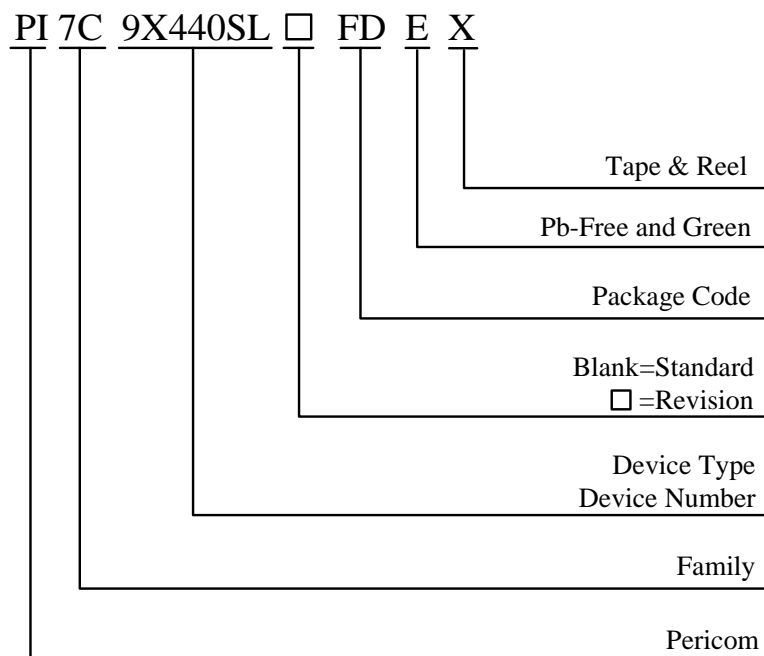 PI 7C 9X440SL □ FD E X
Tape & Reel
Pb-Free and Green
Package Code
Blank=Standard
□ =Revision
Device Type
Device Number
Family
Pericom